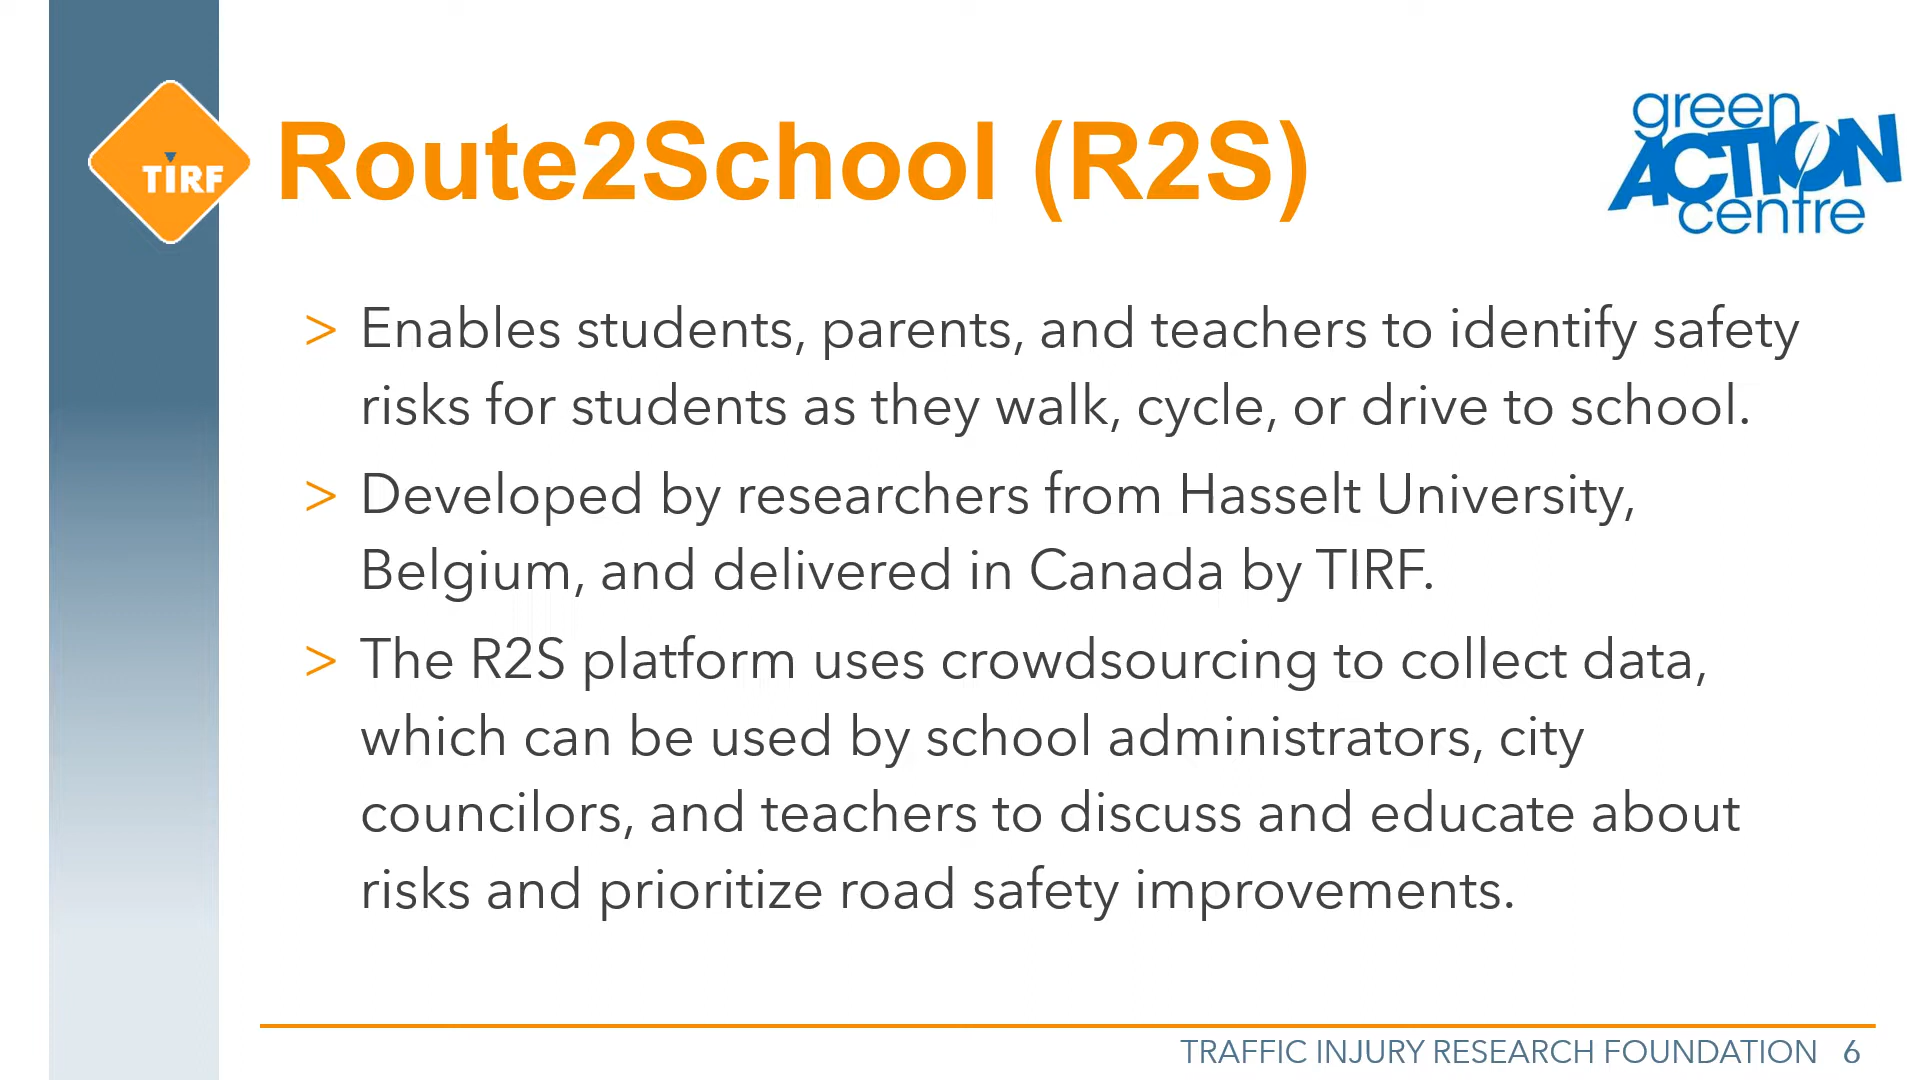 TIRF
Route2School (R2S)
green
ACTION
centre
> Enables students, parents, and teachers to identify safety
risks for students as they walk, cycle, or drive to school.
> Developed by researchers from Hasselt University,
Belgium, and delivered in Canada by TIRF.
> The R2S platform uses crowdsourcing to collect data,
which can be used by school administrators, city
councilors, and teachers to discuss and educate about
risks and prioritize road safety improvements.
TRAFFIC INJURY RESEARCH FOUNDATION 6